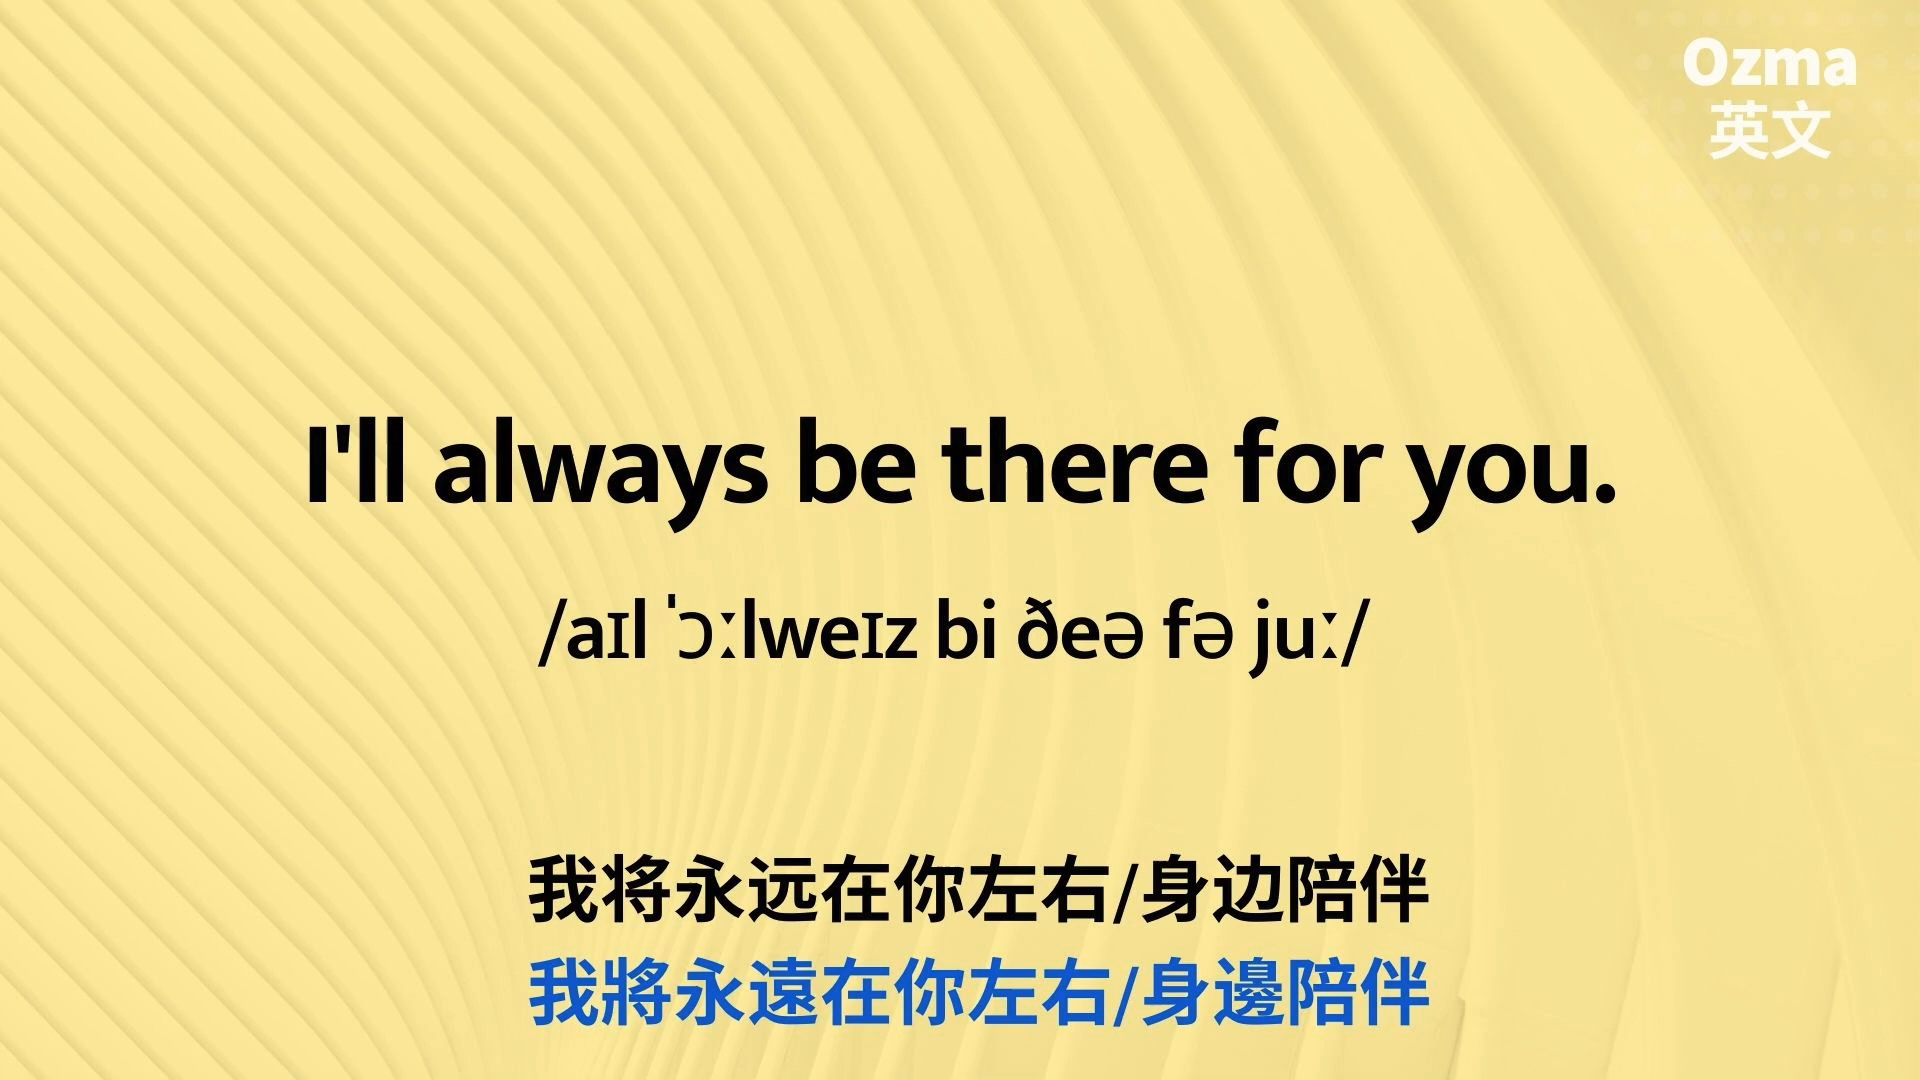 Ozma
英文
I'll always be there for you.
/aɪl ˈɔːlweɪz bi ðeə fə juː/
我将永远在你左右/身边陪伴
我將永遠在你左右/身邊陪伴